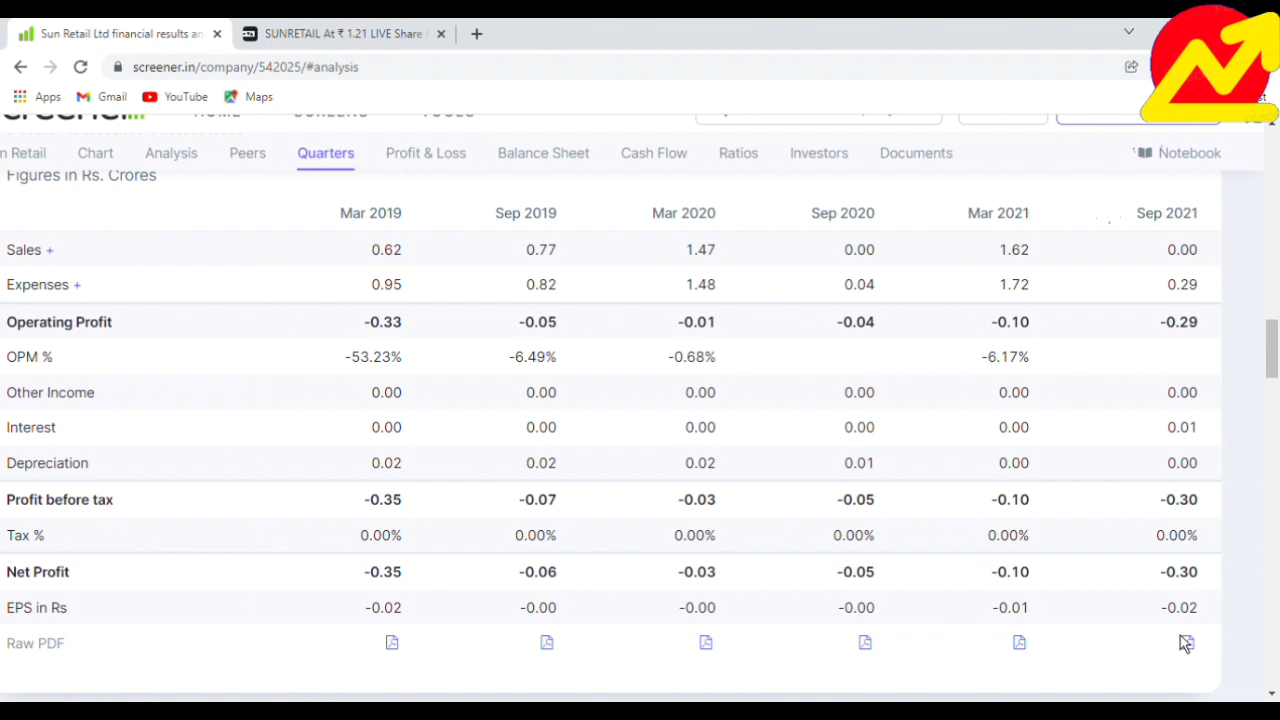 Sun Retail Ltd financial results an
SUNRETAIL At ₹ 1.21 LIVE Share
screener.in/company/542025/#analysis
Apps Gmail YouTube Maps
n Retail Chart Analysis Peers Quarters Profit & Loss Balance Sheet Cash Flow Ratios Investors Documents Notebook
Figures in Rs. Crores
Mar 2019 Sep 2019 Mar 2020 Sep 2020 Mar 2021 Sep 2021
Sales + 0.62 0.77 1.47 0.00 1.62 0.00
Expenses + 0.95 0.82 1.48 0.04 1.72 0.29
Operating Profit -0.33 -0.05 -0.01 -0.04 -0.10 -0.29
OPM % -53.23% -6.49% -0.68% -6.17%
Other Income 0.00 0.00 0.00 0.00 0.00 0.00
Interest 0.00 0.00 0.00 0.00 0.00 0.01
Depreciation 0.02 0.02 0.02 0.01 0.00 0.00
Profit before tax -0.35 -0.07 -0.03 -0.05 -0.10 -0.30
Tax % 0.00% 0.00% 0.00% 0.00% 0.00% 0.00%
Net Profit -0.35 -0.06 -0.03 -0.05 -0.10 -0.30
EPS in Rs -0.02 -0.00 -0.00 -0.00 -0.01 -0.02
Raw PDF